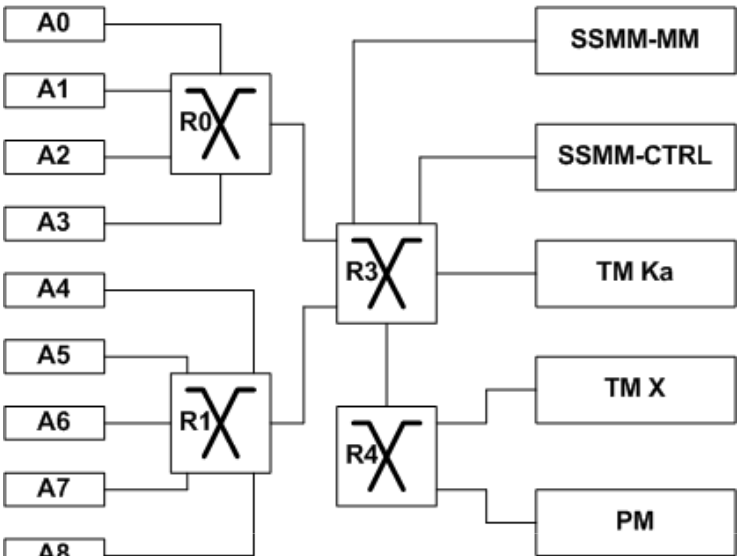 A0
A1
A2
A3
A4
A5
A6
A7
A8
R0
R1
R3
R4
SSMM-MM
SSMM-CTRL
TM Ka
TM X
PM